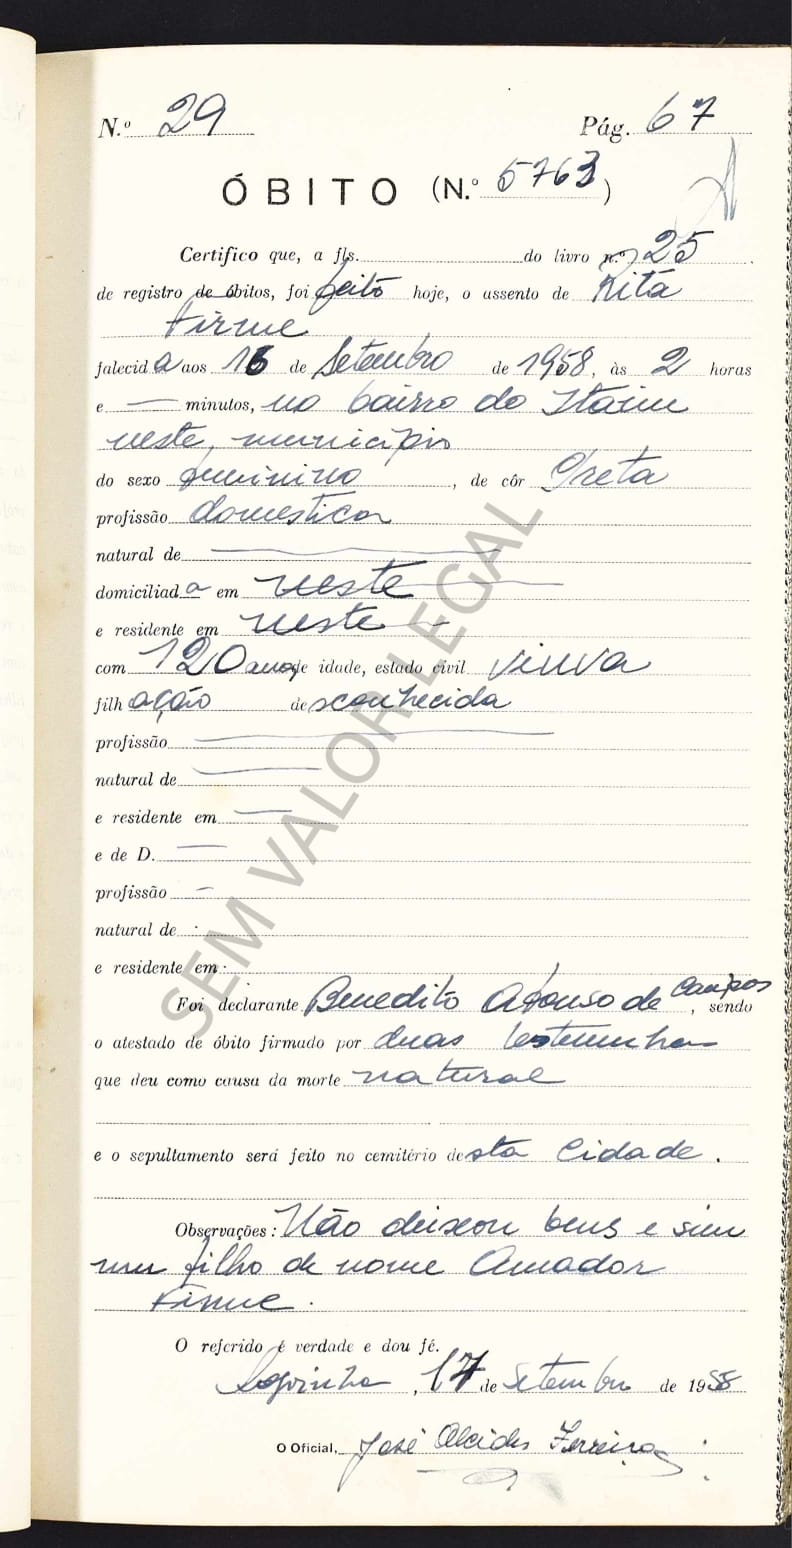 N.º 29 Pág. 67
ÓBITO (N.º 5763)
Certifico que, a fls. do livro n.º 25
de registro de óbitos, foi feito hoje, o assento de Rita
Firme
falecida aos 16 de Setembro de 1958, às 2 horas
e — minutos, no bairro do Itaim
neste, municipio
do sexo feminino, de côr Preta
profissão domestica
natural de —
domiciliada em neste —
e residente em neste —
com 120 anos de idade, estado civil viuva
filhação desconhecida
profissão —
natural de —
e residente em —
e de D. —
profissão —
natural de
e residente em
Foi declarante Benedito Afonso de Campos, sendo
o atestado de óbito firmado por duas testemunhas
que deu como causa da morte natural
e o sepultamento será feito no cemitério desta Cidade.
Observações: Não deixou bens e sim
um filho de nome Amador
Firme.
O referido é verdade e dou fé.
, 17 de Setembro de 1958
O Oficial, José Alcides Ferreira
SEM VALOR LEGAL